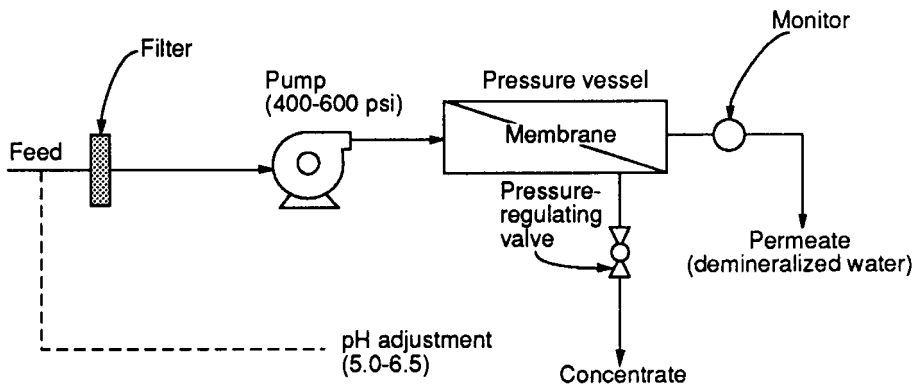 Monitor
Filter
Pump
(400-600 psi)
Pressure vessel
Membrane
Feed
Pressure-
regulating
valve
Permeate
(demineralized water)
pH adjustment
(5.0-6.5)
Concentrate